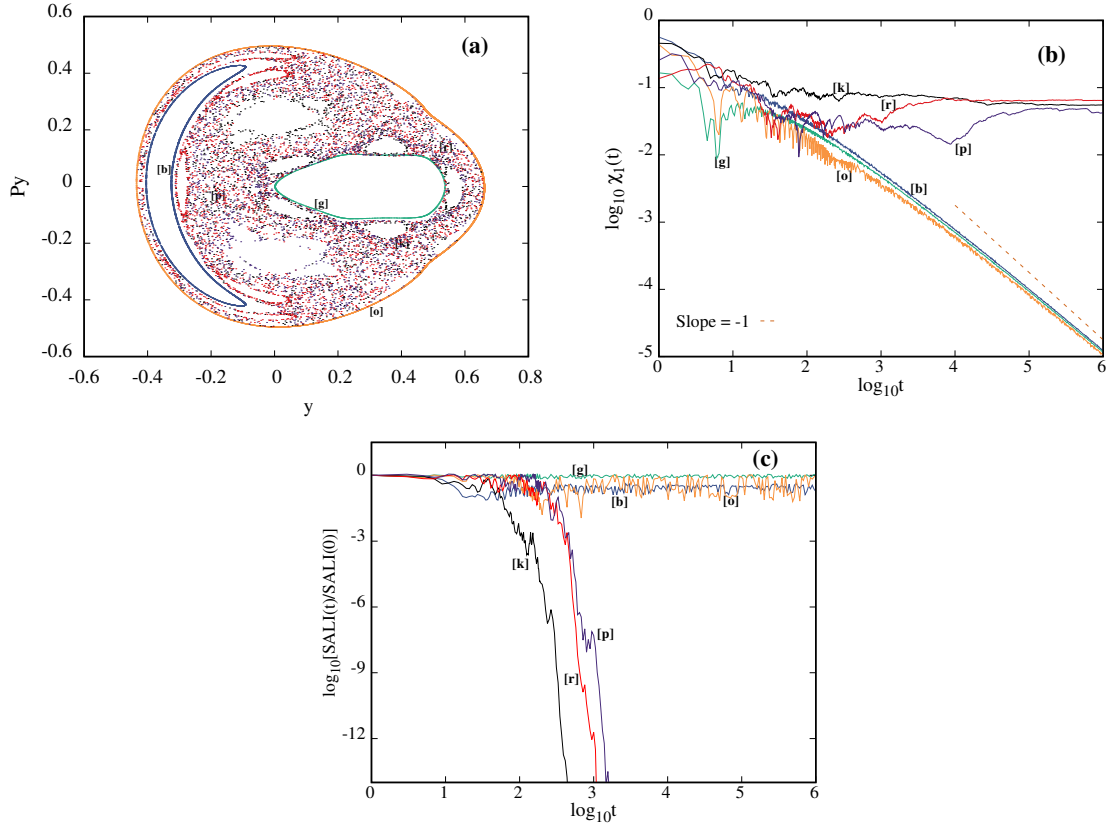 (a)
0.6
0.4
0.2
0
-0.2
-0.4
-0.6
Py
[b]
[p]
[g]
[r]
[k]
[o]
-0.6 -0.4 -0.2 0 0.2 0.4 0.6 0.8
y
(b)
0
-1
-2
-3
-4
-5
log10 χ1(t)
[k]
[r]
[g]
[o]
[p]
[b]
Slope = -1
0 1 2 3 4 5 6
log10t
(c)
0
-3
-6
-9
-12
log10[SALI(t)/SALI(0)]
[g]
[b]
[o]
[k]
[p]
[r]
0 1 2 3 4 5 6
log10t